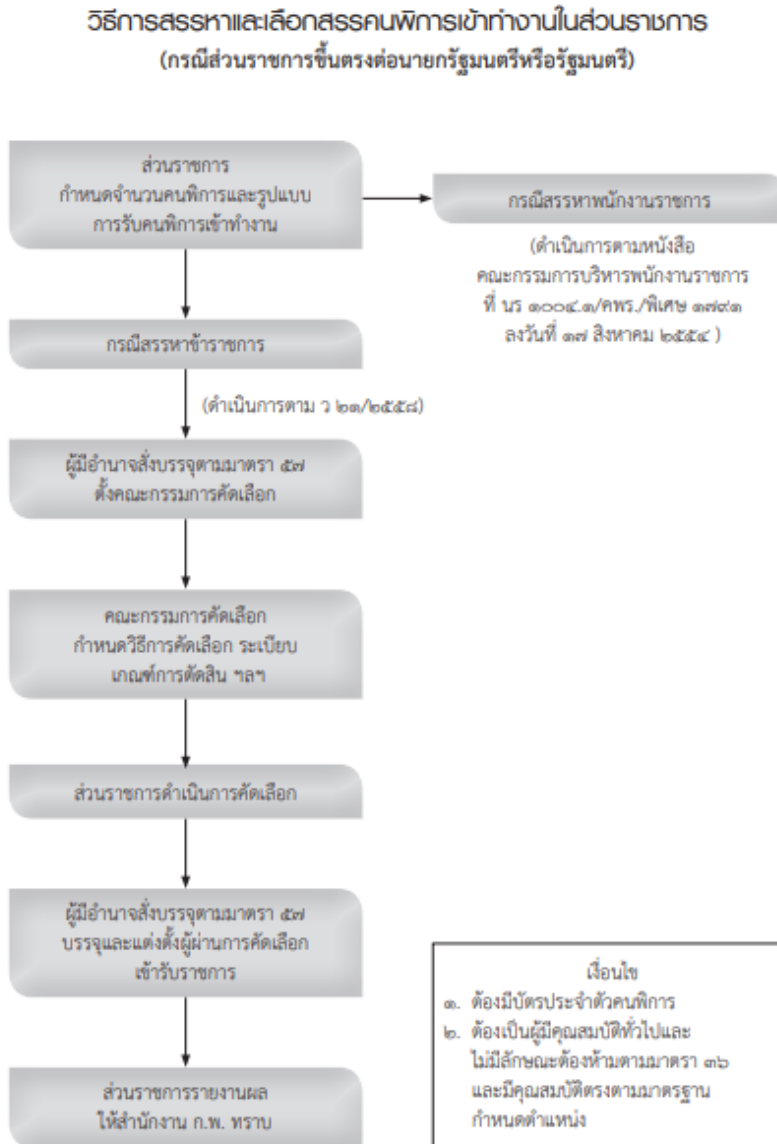 วิธีการสรรหาและเลือกสรรคนพิการเข้าทำงานในส่วนราชการ
(กรณีส่วนราชการขึ้นตรงต่อนายกรัฐมนตรีหรือรัฐมนตรี)
ส่วนราชการ
กำหนดจำนวนคนพิการและรูปแบบ
การรับคนพิการเข้าทำงาน
กรณีสรรหาพนักงานราชการ
(ดำเนินการตามหนังสือ
คณะกรรมการบริหารพนักงานราชการ
ที่ นร ๑๐๐๔.๑/คพร./พิเศษ ๑๗๙๑
ลงวันที่ ๑๗ สิงหาคม ๒๕๕๔ )
กรณีสรรหาข้าราชการ
(ดำเนินการตาม ว ๒๑/๒๕๕๘)
ผู้มีอำนาจสั่งบรรจุตามมาตรา ๕๗
ตั้งคณะกรรมการคัดเลือก
คณะกรรมการคัดเลือก
กำหนดวิธีการคัดเลือก ระเบียบ
เกณฑ์การตัดสิน ฯลฯ
ส่วนราชการดำเนินการคัดเลือก
ผู้มีอำนาจสั่งบรรจุตามมาตรา ๕๗
บรรจุและแต่งตั้งผู้ผ่านการคัดเลือก
เข้ารับราชการ
ส่วนราชการรายงานผล
ให้สำนักงาน ก.พ. ทราบ
เงื่อนไข
๑. ต้องมีบัตรประจำตัวคนพิการ
๒. ต้องเป็นผู้มีคุณสมบัติทั่วไปและ
ไม่มีลักษณะต้องห้ามตามมาตรา ๓๖
และมีคุณสมบัติตรงตามมาตรฐาน
กำหนดตำแหน่ง